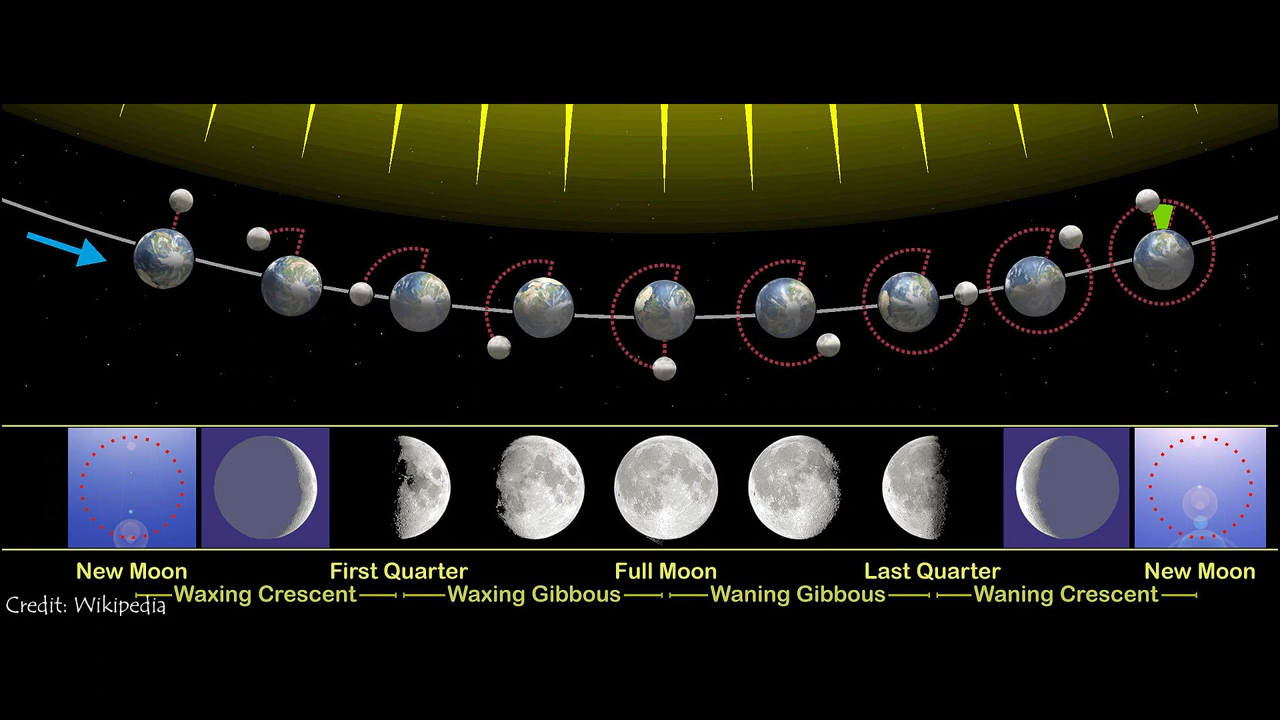 New Moon First Quarter Full Moon Last Quarter New Moon
Waxing Crescent Waxing Gibbous Waning Gibbous Waning Crescent
Credit: Wikipedia